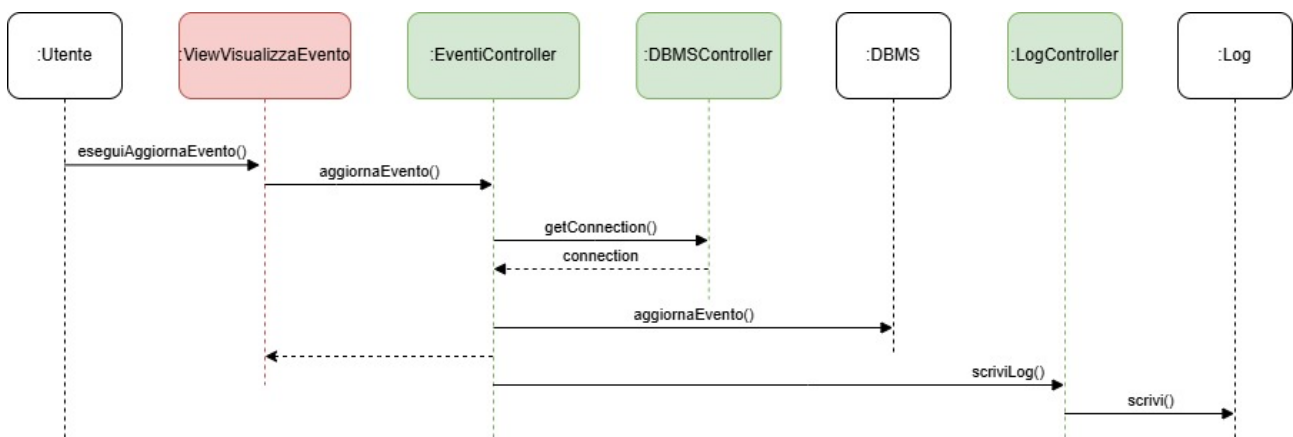 :Utente
:ViewVisualizzaEvento
:EventiController
:DBMSController
:DBMS
:LogController
:Log
eseguiAggiornaEvento()
aggiornaEvento()
getConnection()
connection
aggiornaEvento()
scriviLog()
scrivi()